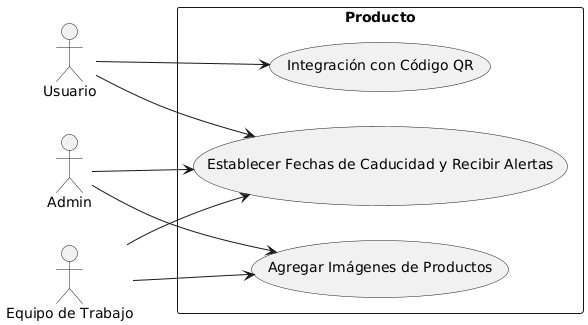 Producto
Integración con Código QR
Usuario
Establecer Fechas de Caducidad y Recibir Alertas
Admin
Agregar Imágenes de Productos
Equipo de Trabajo